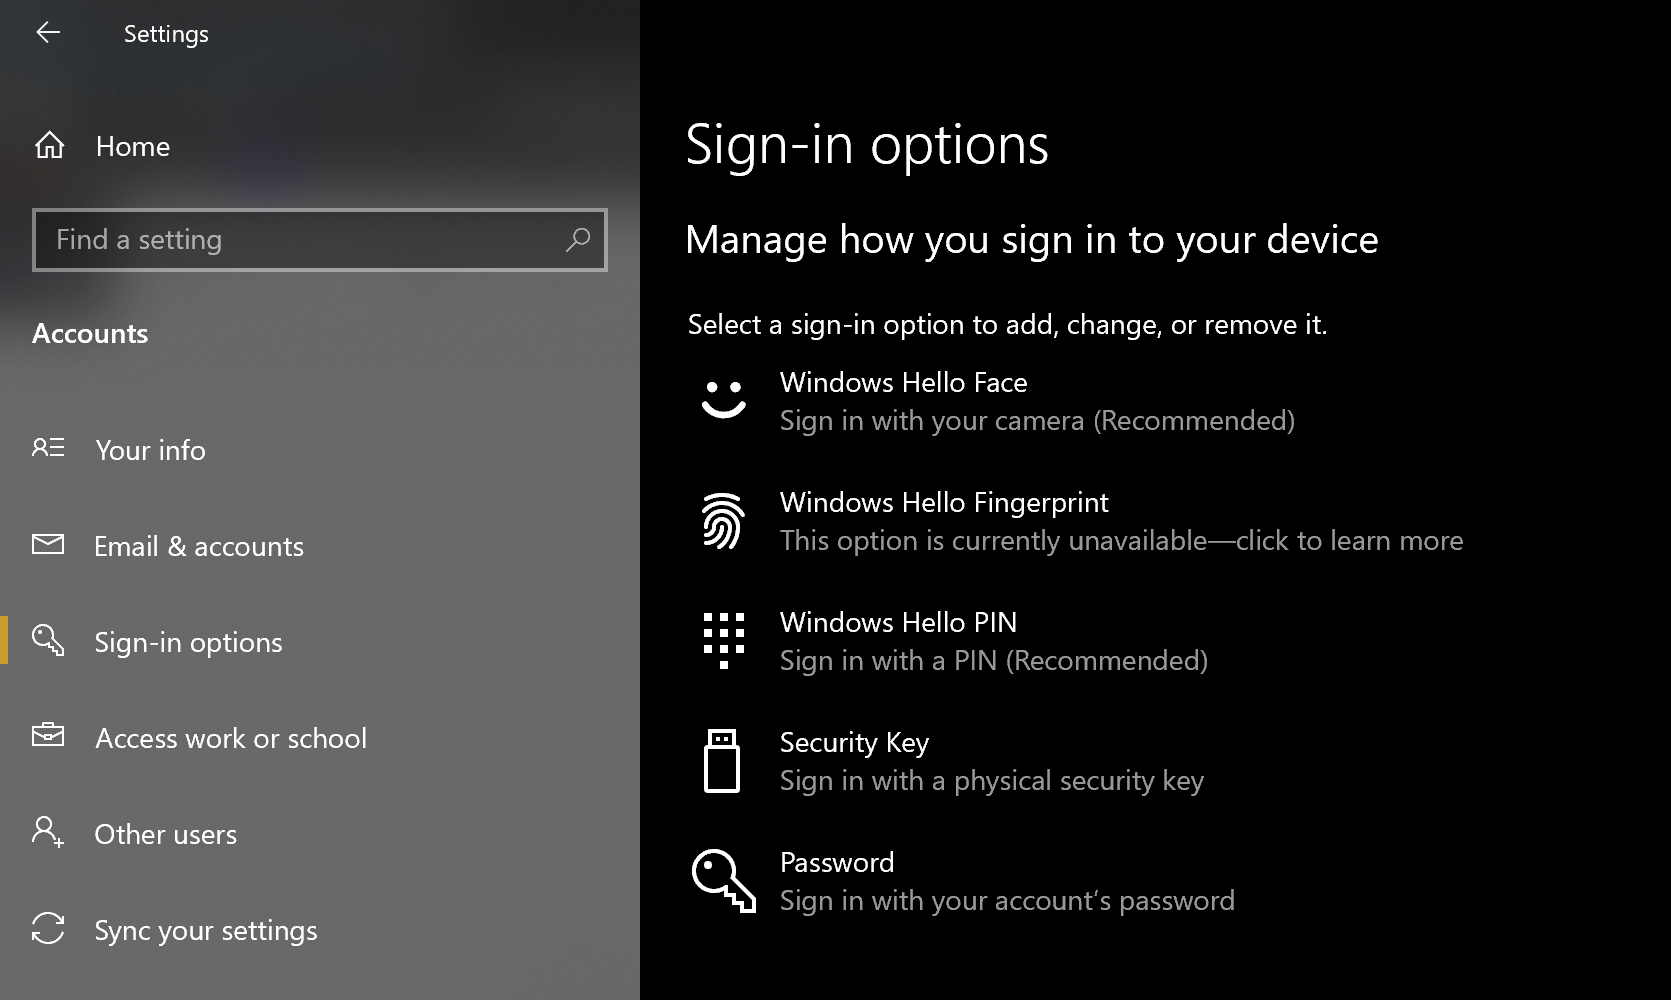 Settings
Home
Find a setting
Accounts
Your info
Email & accounts
Sign-in options
Access work or school
Other users
Sync your settings
Sign-in options
Manage how you sign in to your device
Select a sign-in option to add, change, or remove it.
Windows Hello Face
Sign in with your camera (Recommended)
Windows Hello Fingerprint
This option is currently unavailable—click to learn more
Windows Hello PIN
Sign in with a PIN (Recommended)
Security Key
Sign in with a physical security key
Password
Sign in with your account's password